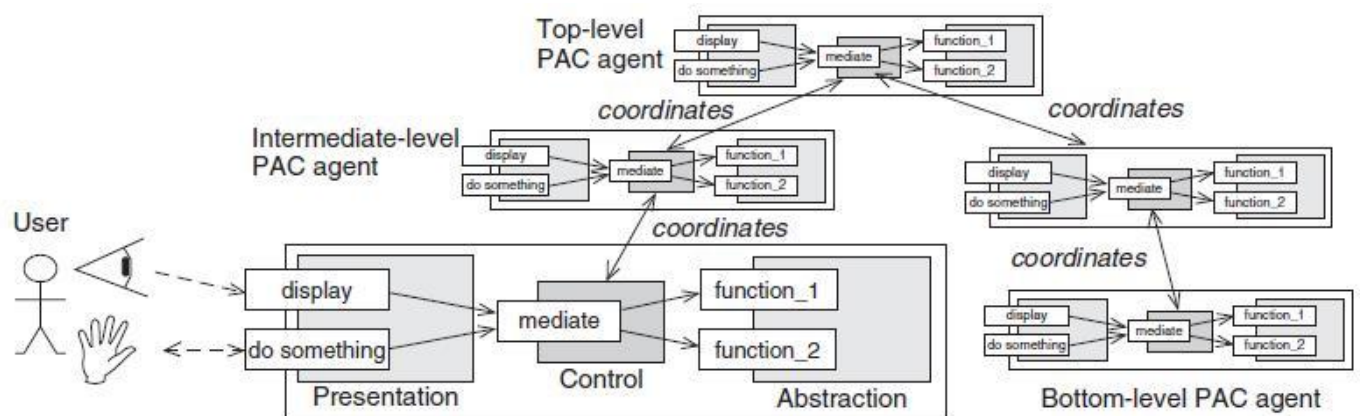 Top-level
PAC agent
display
do something
mediate
function_1
function_2
coordinates
coordinates
Intermediate-level
PAC agent
display
do something
mediate
function_1
function_2
display
do something
mediate
function_1
function_2
coordinates
coordinates
User
display
do something
mediate
function_1
function_2
Presentation
Control
Abstraction
display
do something
mediate
function_1
function_2
Bottom-level PAC agent